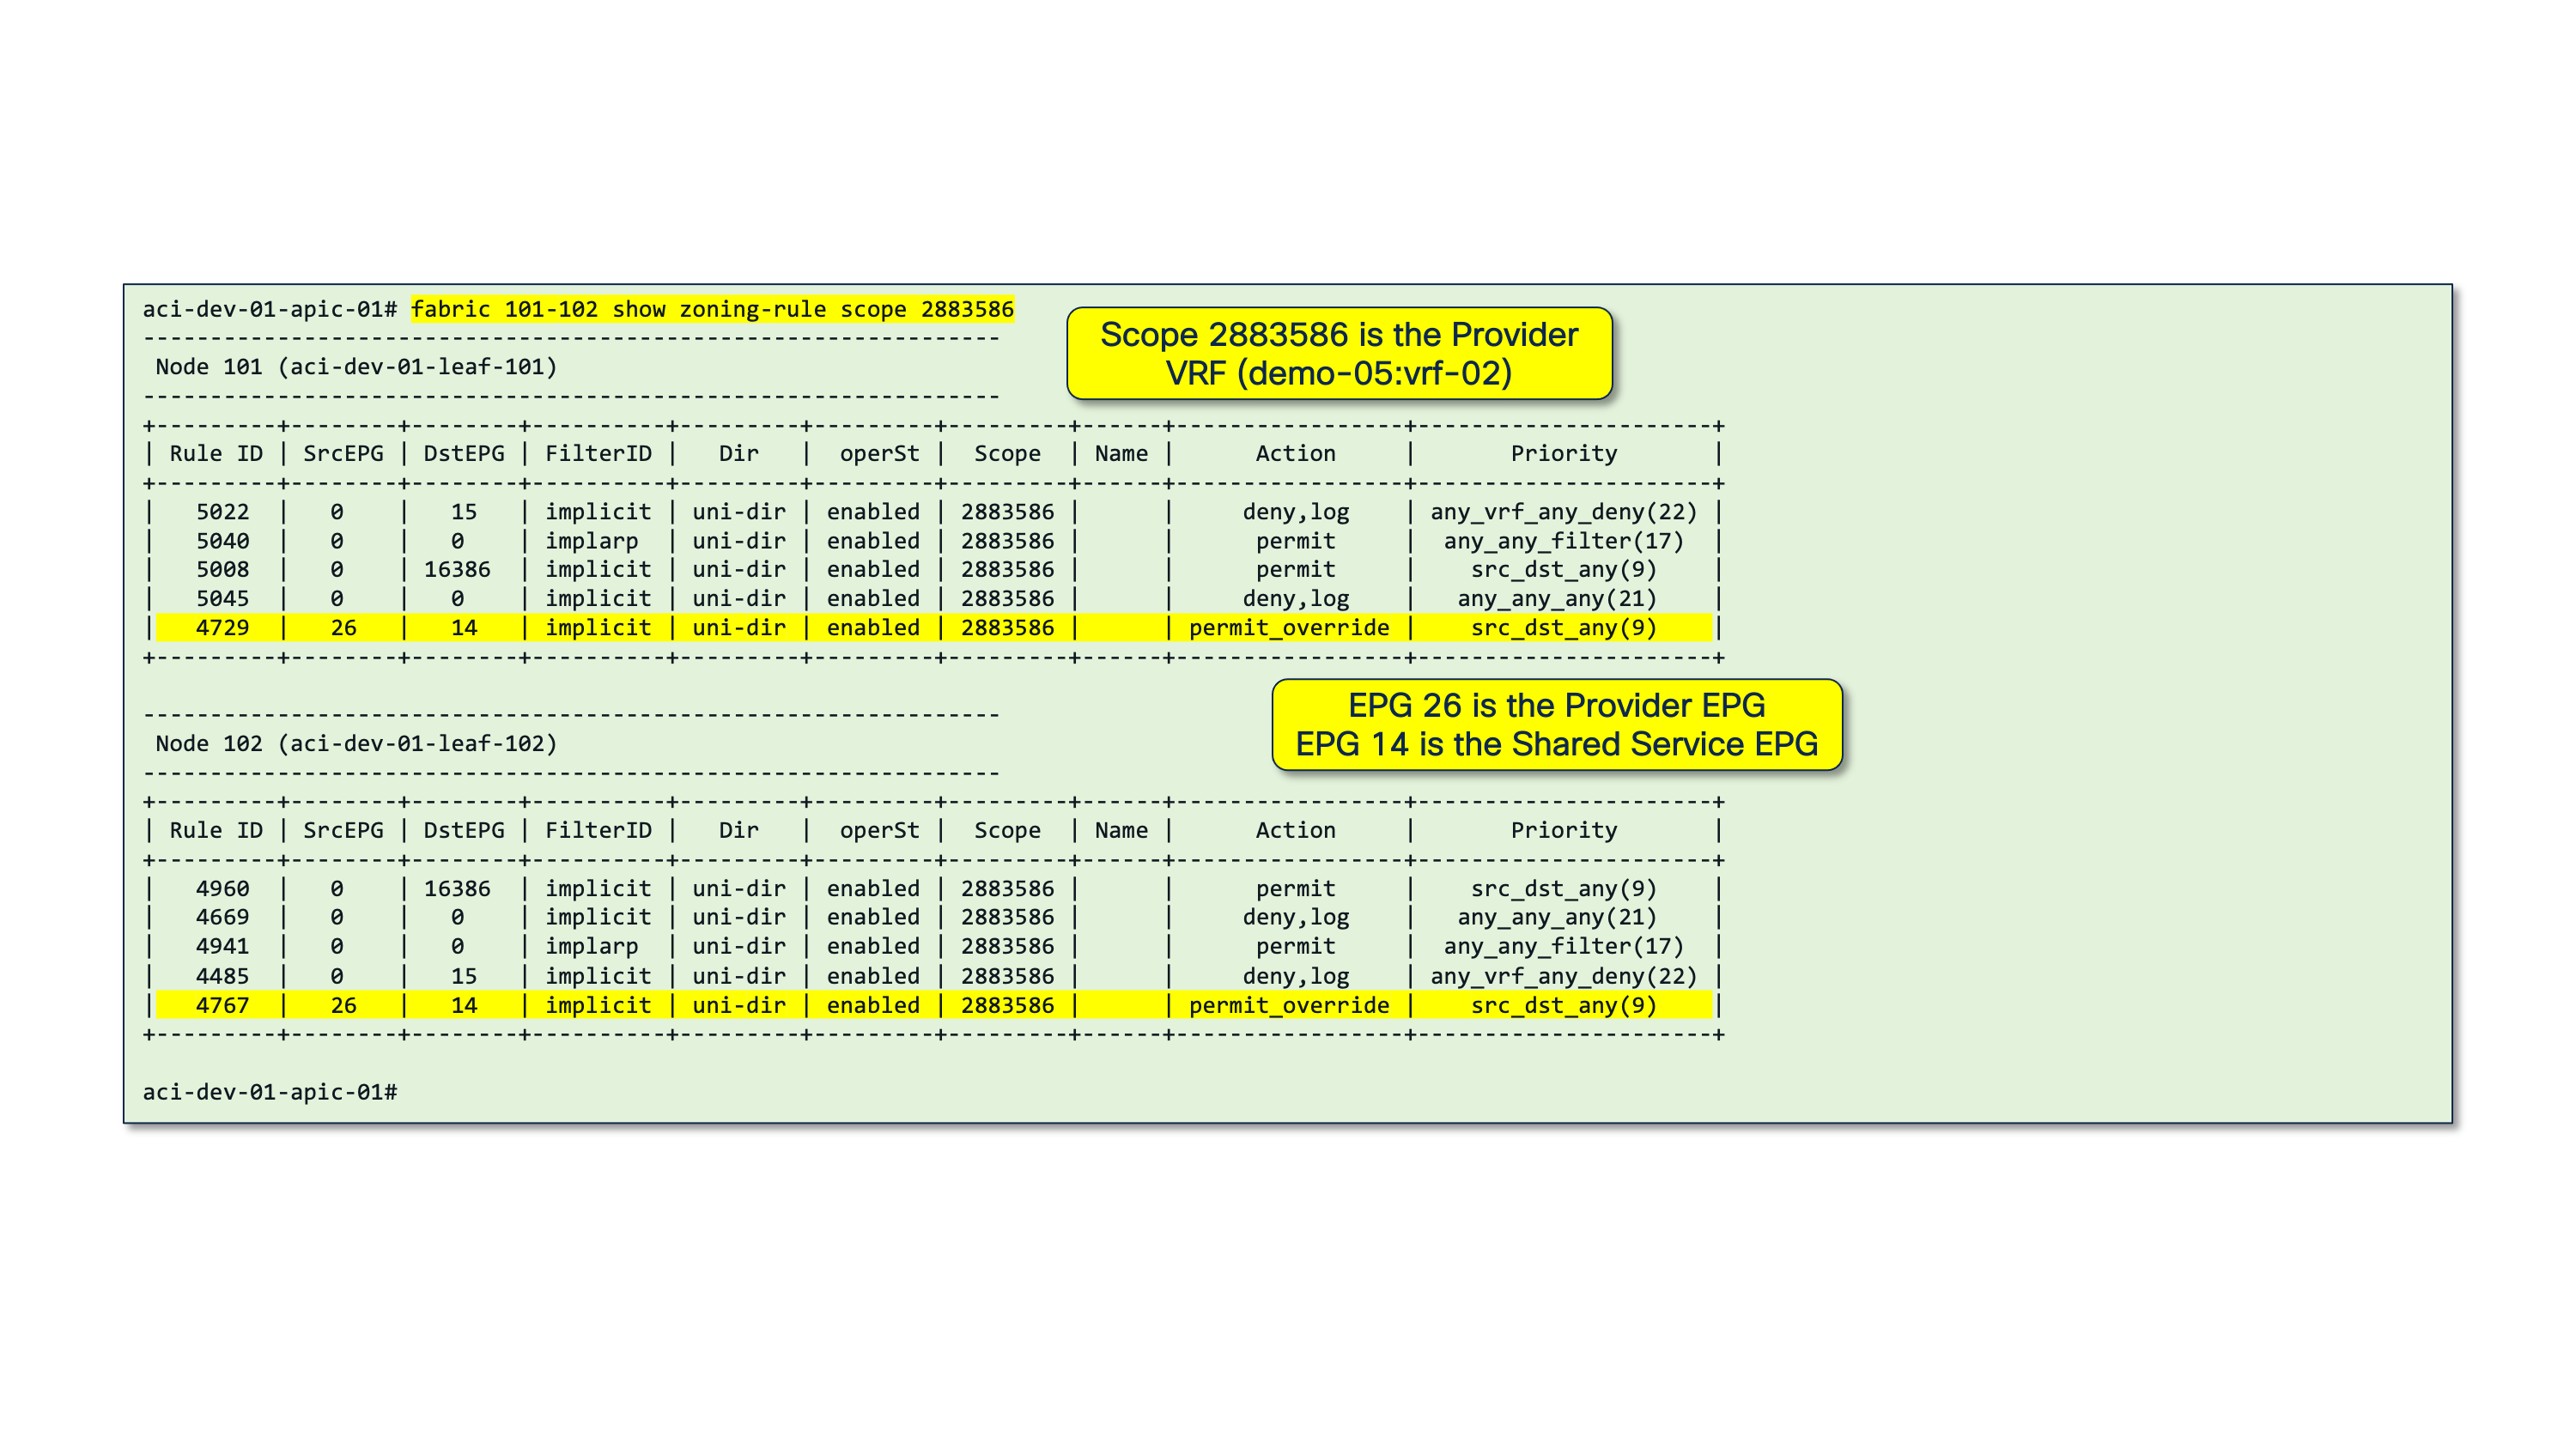 aci-dev-01-apic-01# fabric 101-102 show zoning-rule scope 2883586
Scope 2883586 is the Provider
VRF (demo-05:vrf-02)
----------------------------------------------------------------
 Node 101 (aci-dev-01-leaf-101)
----------------------------------------------------------------
+---------+--------+--------+----------+---------+---------+---------+------+-----------------+----------------------+
| Rule ID | SrcEPG | DstEPG | FilterID |   Dir   |  operSt |  Scope  | Name |      Action     |       Priority       |
+---------+--------+--------+----------+---------+---------+---------+------+-----------------+----------------------+
|   5022  |   0    |   15   | implicit | uni-dir | enabled | 2883586 |      |     deny,log    | any_vrf_any_deny(22) |
|   5040  |   0    |   0    | implarp  | uni-dir | enabled | 2883586 |      |      permit     |  any_any_filter(17)  |
|   5008  |   0    | 16386  | implicit | uni-dir | enabled | 2883586 |      |      permit     |    src_dst_any(9)    |
|   5045  |   0    |   0    | implicit | uni-dir | enabled | 2883586 |      |     deny,log    |   any_any_any(21)    |
|   4729  |   26   |   14   | implicit | uni-dir | enabled | 2883586 |      | permit_override |    src_dst_any(9)    |
+---------+--------+--------+----------+---------+---------+---------+------+-----------------+----------------------+
EPG 26 is the Provider EPG
EPG 14 is the Shared Service EPG
----------------------------------------------------------------
 Node 102 (aci-dev-01-leaf-102)
----------------------------------------------------------------
+---------+--------+--------+----------+---------+---------+---------+------+-----------------+----------------------+
| Rule ID | SrcEPG | DstEPG | FilterID |   Dir   |  operSt |  Scope  | Name |      Action     |       Priority       |
+---------+--------+--------+----------+---------+---------+---------+------+-----------------+----------------------+
|   4960  |   0    | 16386  | implicit | uni-dir | enabled | 2883586 |      |      permit     |    src_dst_any(9)    |
|   4669  |   0    |   0    | implicit | uni-dir | enabled | 2883586 |      |     deny,log    |   any_any_any(21)    |
|   4941  |   0    |   0    | implarp  | uni-dir | enabled | 2883586 |      |      permit     |  any_any_filter(17)  |
|   4485  |   0    |   15   | implicit | uni-dir | enabled | 2883586 |      |     deny,log    | any_vrf_any_deny(22) |
|   4767  |   26   |   14   | implicit | uni-dir | enabled | 2883586 |      | permit_override |    src_dst_any(9)    |
+---------+--------+--------+----------+---------+---------+---------+------+-----------------+----------------------+
aci-dev-01-apic-01#